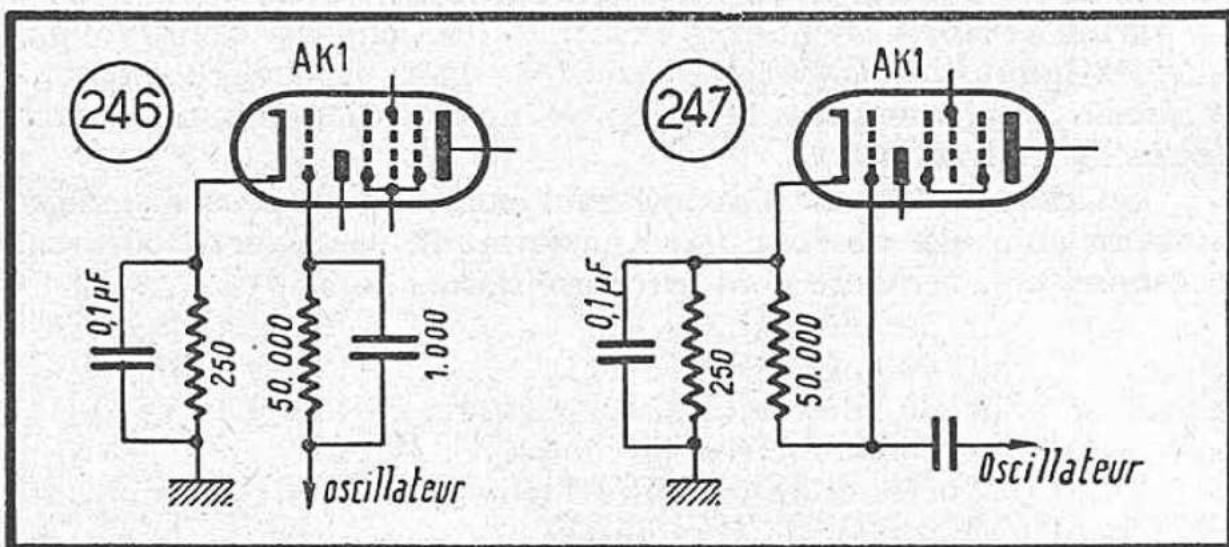 246
AK1
0,1µF
250
50.000
1.000
oscillateur
247
AK1
0,1µF
250
50.000
Oscillateur